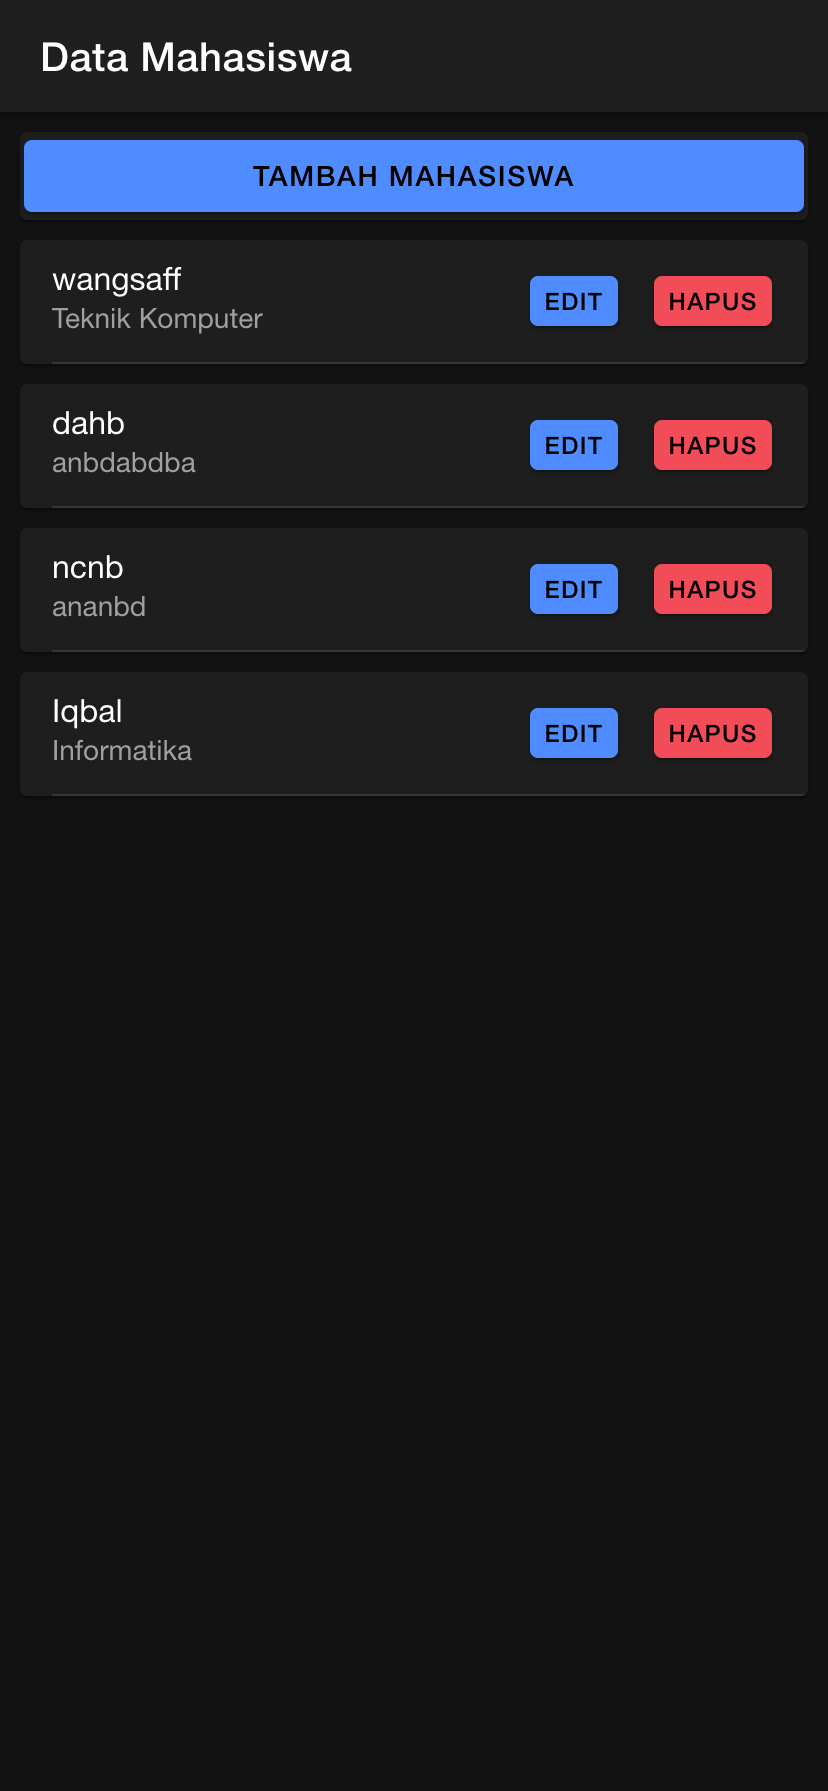 Data Mahasiswa
TAMBAH MAHASISWA
wangsaff
Teknik Komputer
EDIT
HAPUS
dahb
anbdabdba
EDIT
HAPUS
ncnb
ananbd
EDIT
HAPUS
Iqbal
Informatika
EDIT
HAPUS